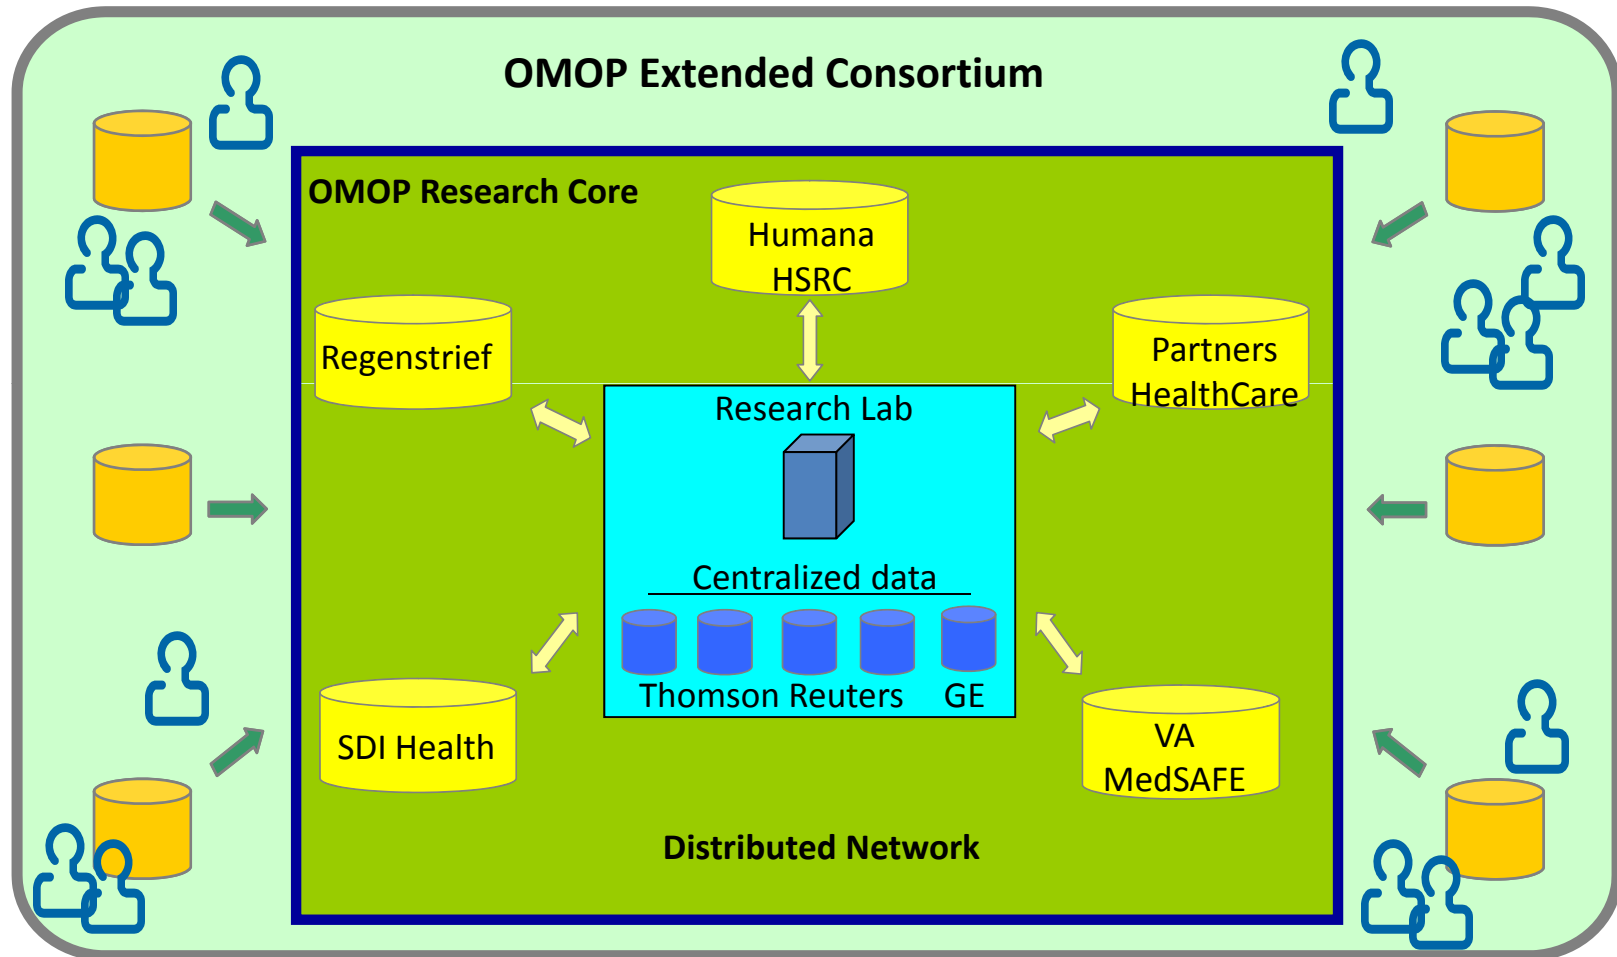 OMOP Extended Consortium
OMOP Research Core
Humana
HSRC
Regenstrief
Partners
HealthCare
Research Lab
Centralized data
Thomson Reuters
GE
SDI Health
VA
MedSAFE
Distributed Network